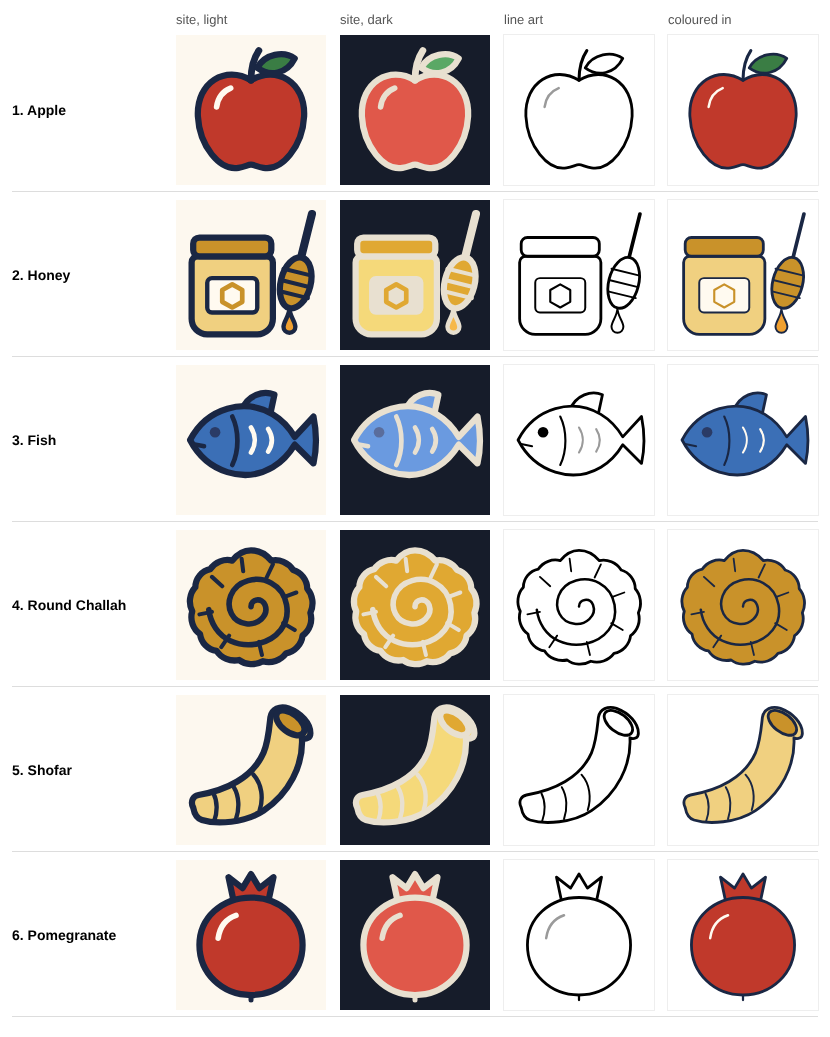 site, light
site, dark
line art
coloured in
1. Apple
2. Honey
3. Fish
4. Round Challah
5. Shofar
6. Pomegranate